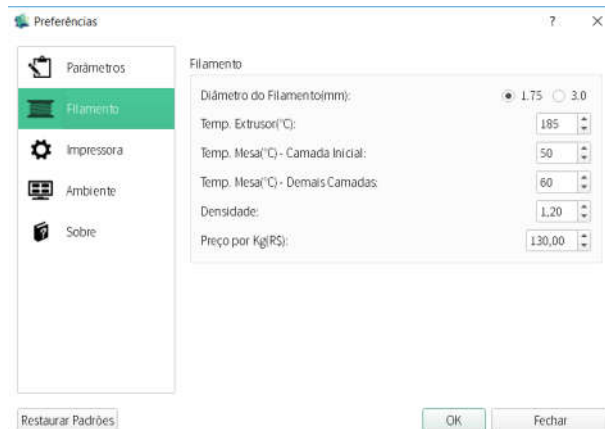 Preferências ? ×
Parâmetros
Filamento
Impressora
Ambiente
Sobre
Filamento
Diâmetro do Filamento(mm): 1.75 3.0
Temp. Extrusor(°C): 185
Temp. Mesa(°C) - Camada Inicial: 50
Temp. Mesa(°C) - Demais Camadas: 60
Densidade: 1,20
Preço por Kg(R$): 130,00
Restaurar Padrões OK Fechar